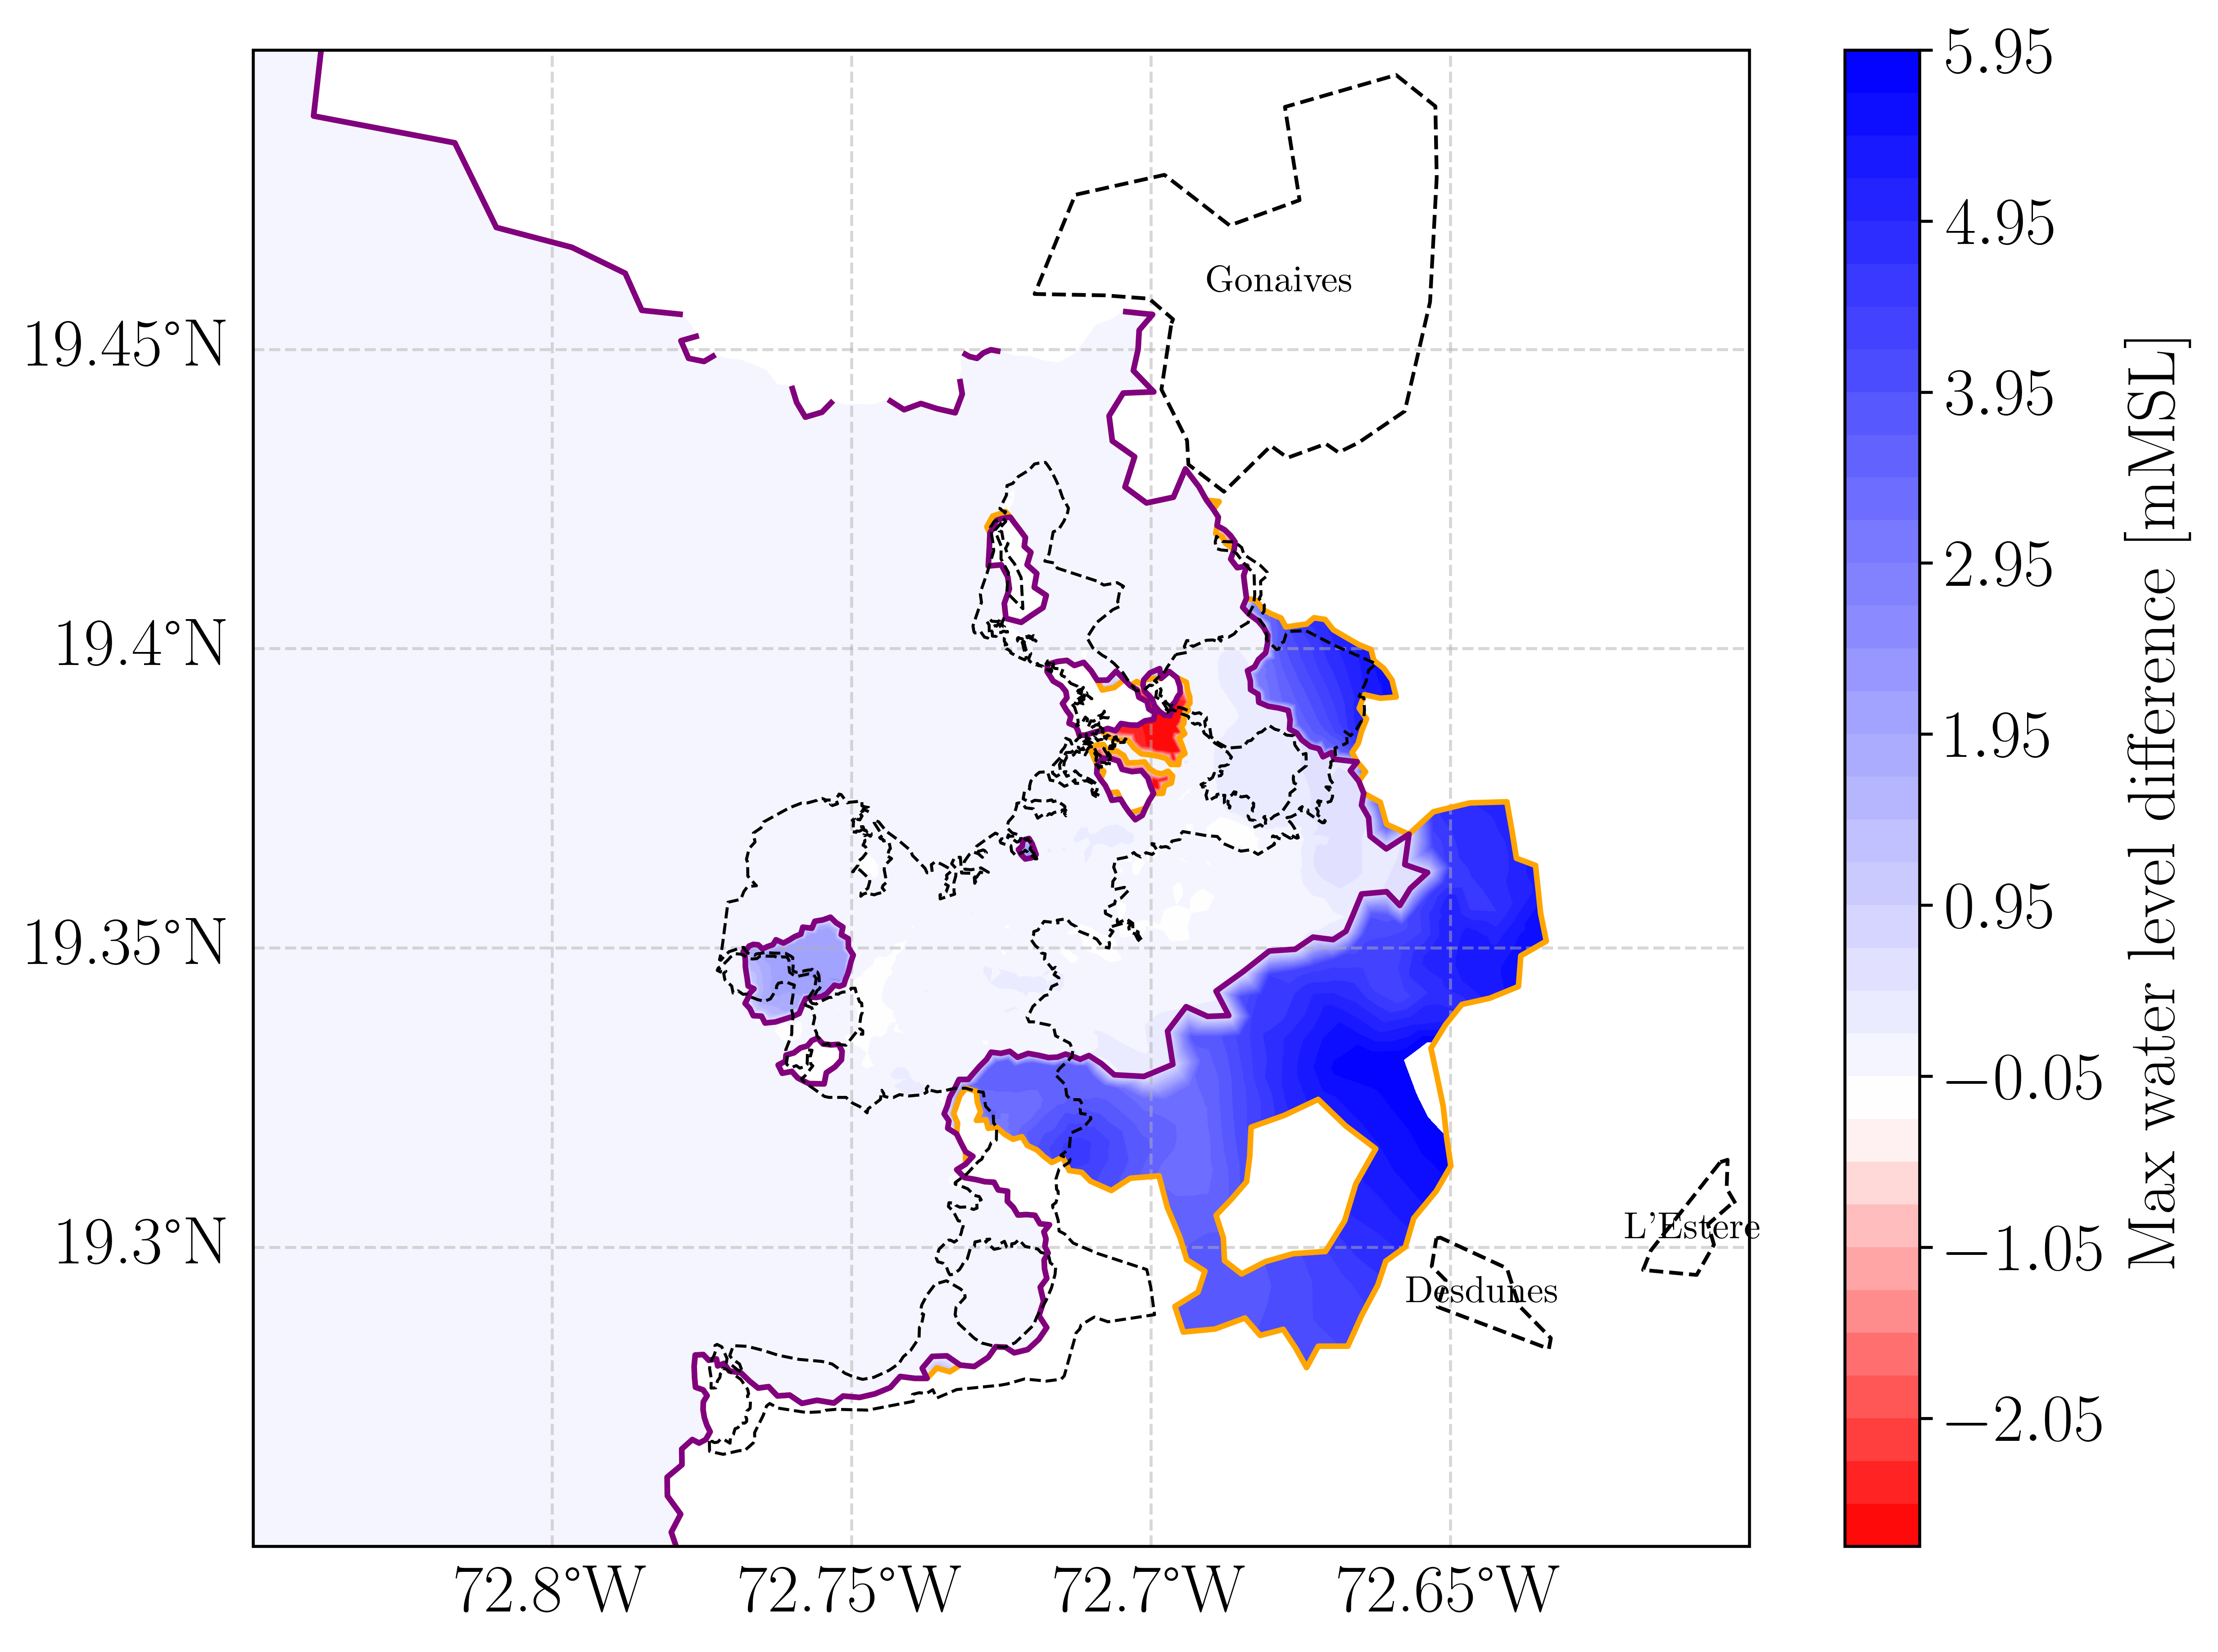 19.45°N
19.4°N
19.35°N
19.3°N
72.8°W
72.75°W
72.7°W
72.65°W
Gonaives
L'Estere
Desdunes
5.95
4.95
3.95
2.95
1.95
0.95
−0.05
−1.05
−2.05
Max water level difference [mMSL]